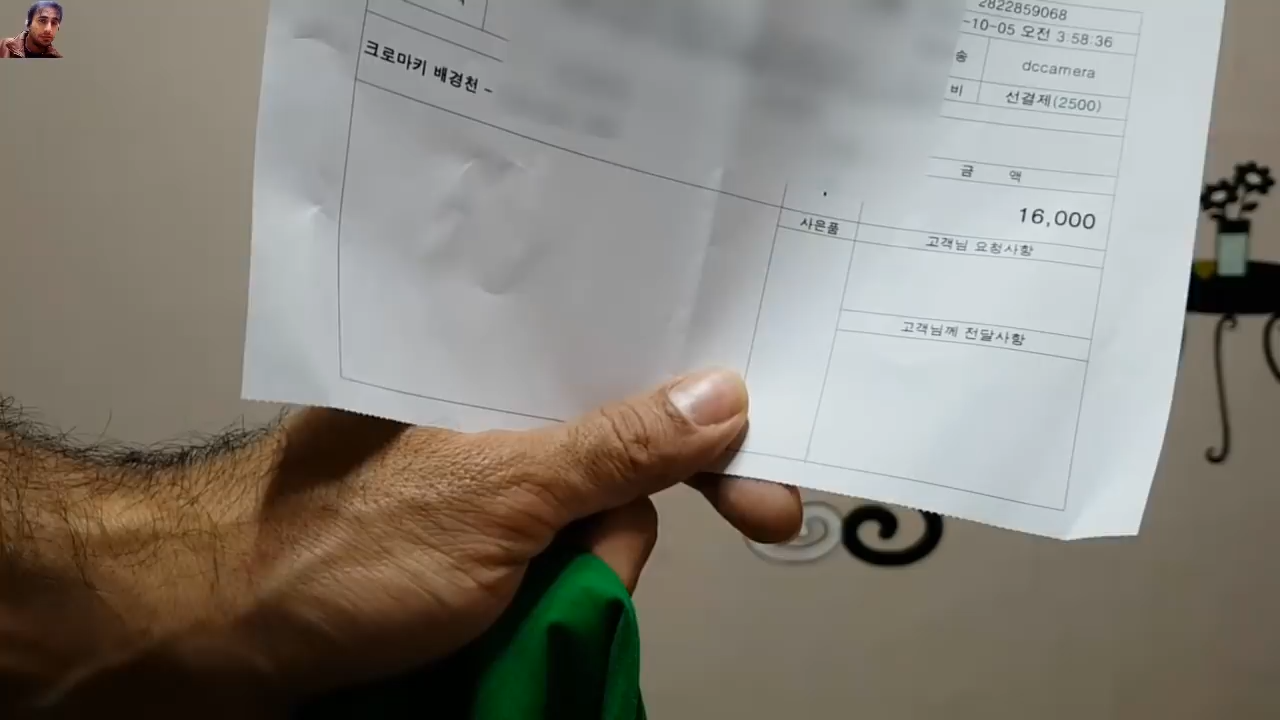 2822859068
-10-05 오전 3:58:36
송 dccamera
비 선결제(2500)
크로마키 배경천 -
금 액
16,000
사은품
고객님 요청사항
고객님께 전달사항